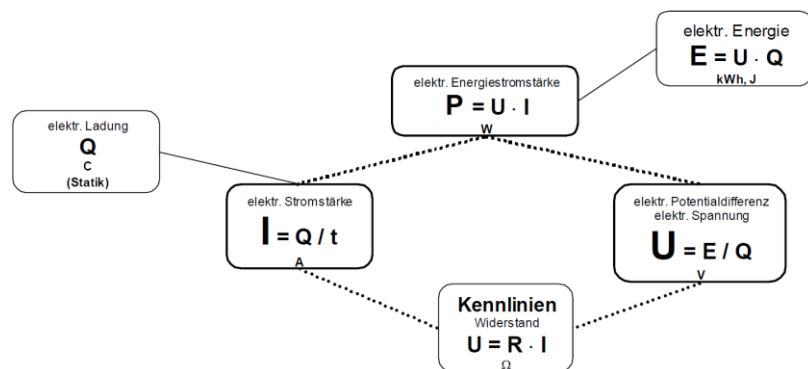 elektr. Energie
E = U · Q
kWh, J
elektr. Energiestromstärke
P = U · I
W
elektr. Ladung
Q
C
(Statik)
elektr. Stromstärke
I = Q / t
A
elektr. Potentialdifferenz
elektr. Spannung
U = E / Q
V
Kennlinien
Widerstand
U = R · I
Ω